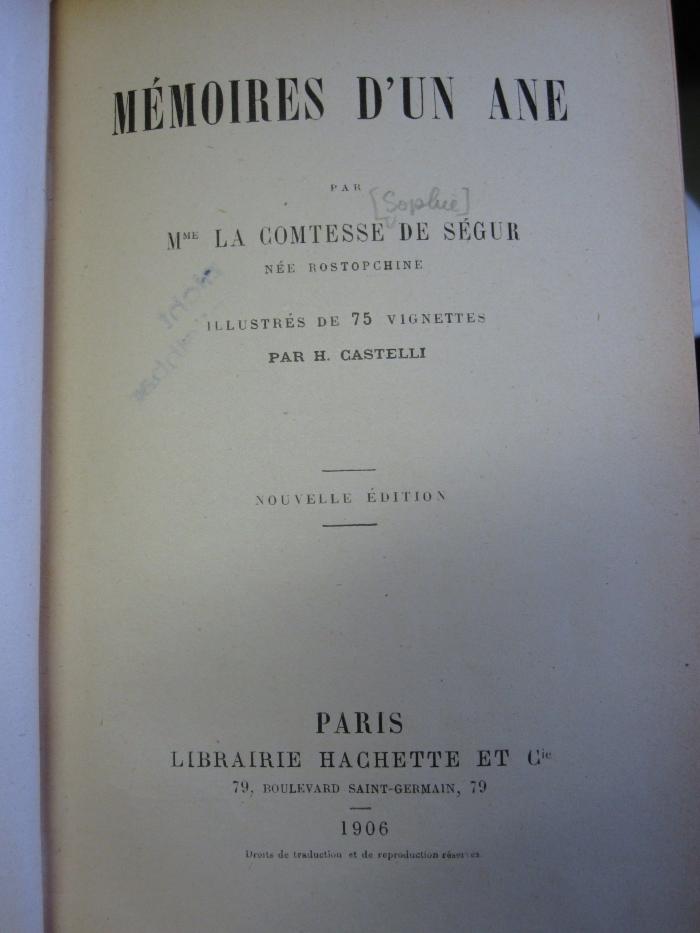 MÉMOIRES D'UN ANE
PAR
[Sophie]
MME LA COMTESSE DE SÉGUR
NÉE ROSTOPCHINE
ILLUSTRÉS DE 75 VIGNETTES
PAR H. CASTELLI
NOUVELLE ÉDITION
PARIS
LIBRAIRIE HACHETTE ET Cie
79, BOULEVARD SAINT-GERMAIN, 79
1906
Droits de traduction et de reproduction réservés.